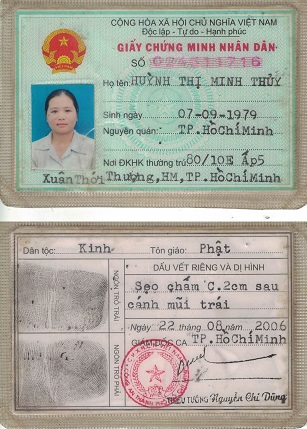 CỘNG HÒA XÃ HỘI CHỦ NGHĨA VIỆT NAM
Độc lập - Tự do - Hạnh phúc
GIẤY CHỨNG MINH NHÂN DÂN
SỐ
Họ tên HUỲNH THỊ MINH THỦY
Sinh ngày 07-09-1979
Nguyên quán: TP.HồChíMinh
Nơi ĐKHK thường trú 80/10E Ấp5
XuânThới Thượng,HM,TP.HồChíMinh
Dân tộc: Kinh Tôn giáo: Phật
NGÓN TRỎ TRÁI
NGÓN TRỎ PHẢI
DẤU VẾT RIÊNG VÀ DỊ HÌNH
Sẹo chấm C.2cm sau
cánh mũi trái
Ngày 22 tháng 08 năm 2006
GIÁM ĐỐC CA TP.HồChíMinh
THIẾU TƯỚNG Nguyễn Chí Dũng